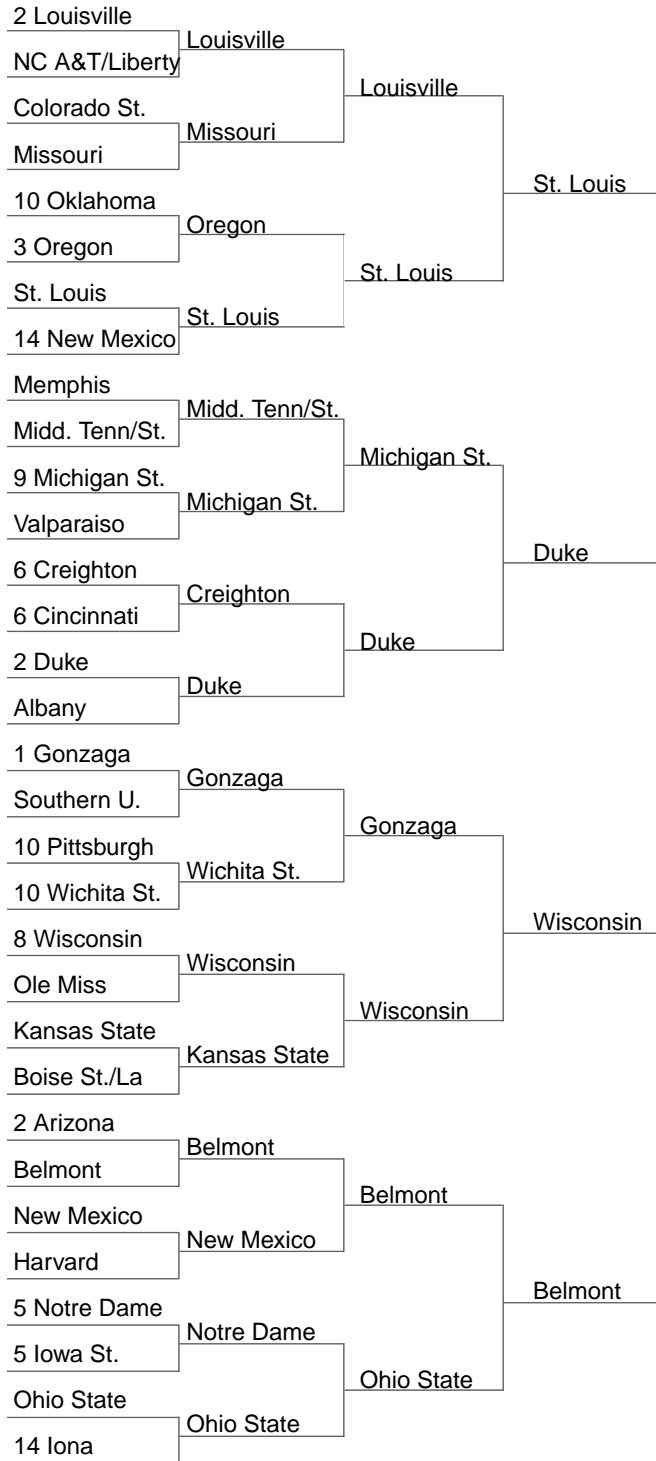 2 Louisville
NC A&T/Liberty
Colorado St.
Missouri
10 Oklahoma
3 Oregon
St. Louis
14 New Mexico
Memphis
Midd. Tenn/St.
9 Michigan St.
Valparaiso
6 Creighton
6 Cincinnati
2 Duke
Albany
1 Gonzaga
Southern U.
10 Pittsburgh
10 Wichita St.
8 Wisconsin
Ole Miss
Kansas State
Boise St./La
2 Arizona
Belmont
New Mexico
Harvard
5 Notre Dame
5 Iowa St.
Ohio State
14 Iona
Louisville
Missouri
Oregon
St. Louis
Midd. Tenn/St.
Michigan St.
Creighton
Duke
Gonzaga
Wichita St.
Wisconsin
Kansas State
Belmont
New Mexico
Notre Dame
Ohio State
Louisville
St. Louis
Michigan St.
Duke
Gonzaga
Wisconsin
Belmont
Ohio State
St. Louis
Duke
Wisconsin
Belmont